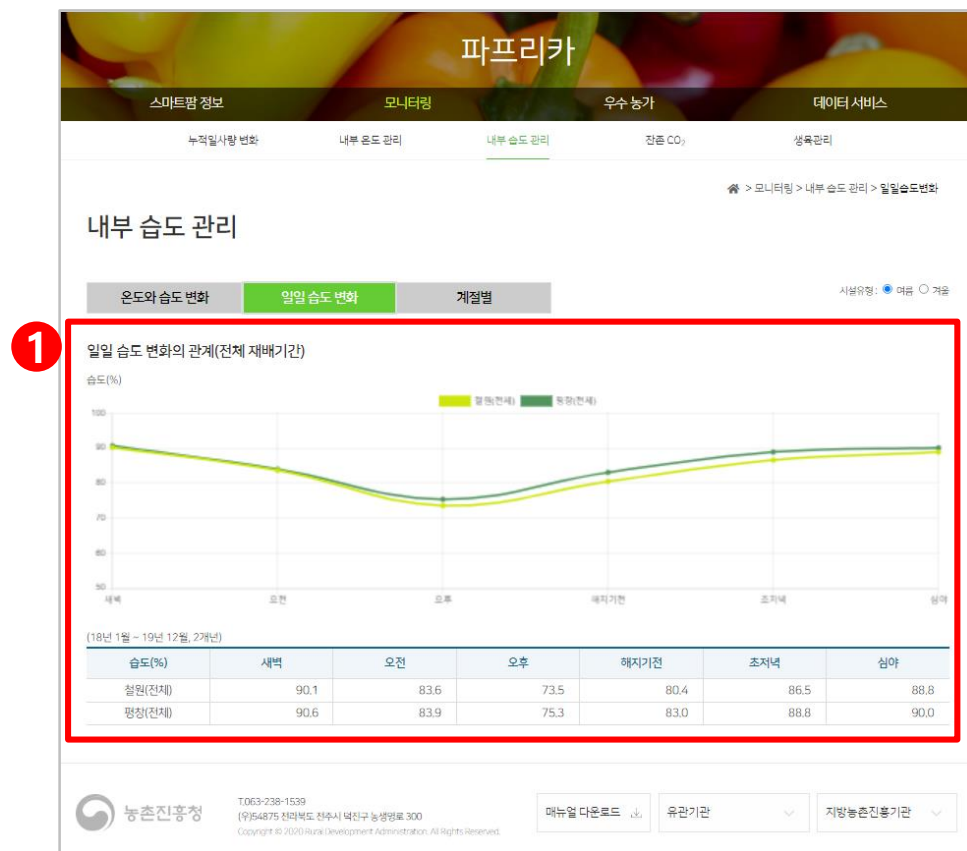 파프리카
스마트팜 정보 모니터링 우수 농가 데이터 서비스
누적일사량 변화 내부 온도 관리 내부 습도 관리 잔존 CO₂ 생육관리
> 모니터링 > 내부 습도 관리 > 일일습도변화
내부 습도 관리
온도와 습도 변화 일일 습도 변화 계절별
시설유형: 여름 겨울
1
일일 습도 변화의 관계(전체 재배기간)
습도(%)
철원(전체) 평창(전체)
100
90
80
70
60
50
새벽 오전 오후 해지기전 초저녁 심야
(18년 1월 ~ 19년 12월, 2개년)
습도(%) 새벽 오전 오후 해지기전 초저녁 심야
철원(전체) 90.1 83.6 73.5 80.4 86.5 88.8
평창(전체) 90.6 83.9 75.3 83.0 88.8 90.0
농촌진흥청
T.063-238-1539
(우)54875 전라북도 전주시 덕진구 농생명로 300
Copyright © 2020 Rural Development Administration. All Rights Reserved.
매뉴얼 다운로드 유관기관 지방농촌진흥기관